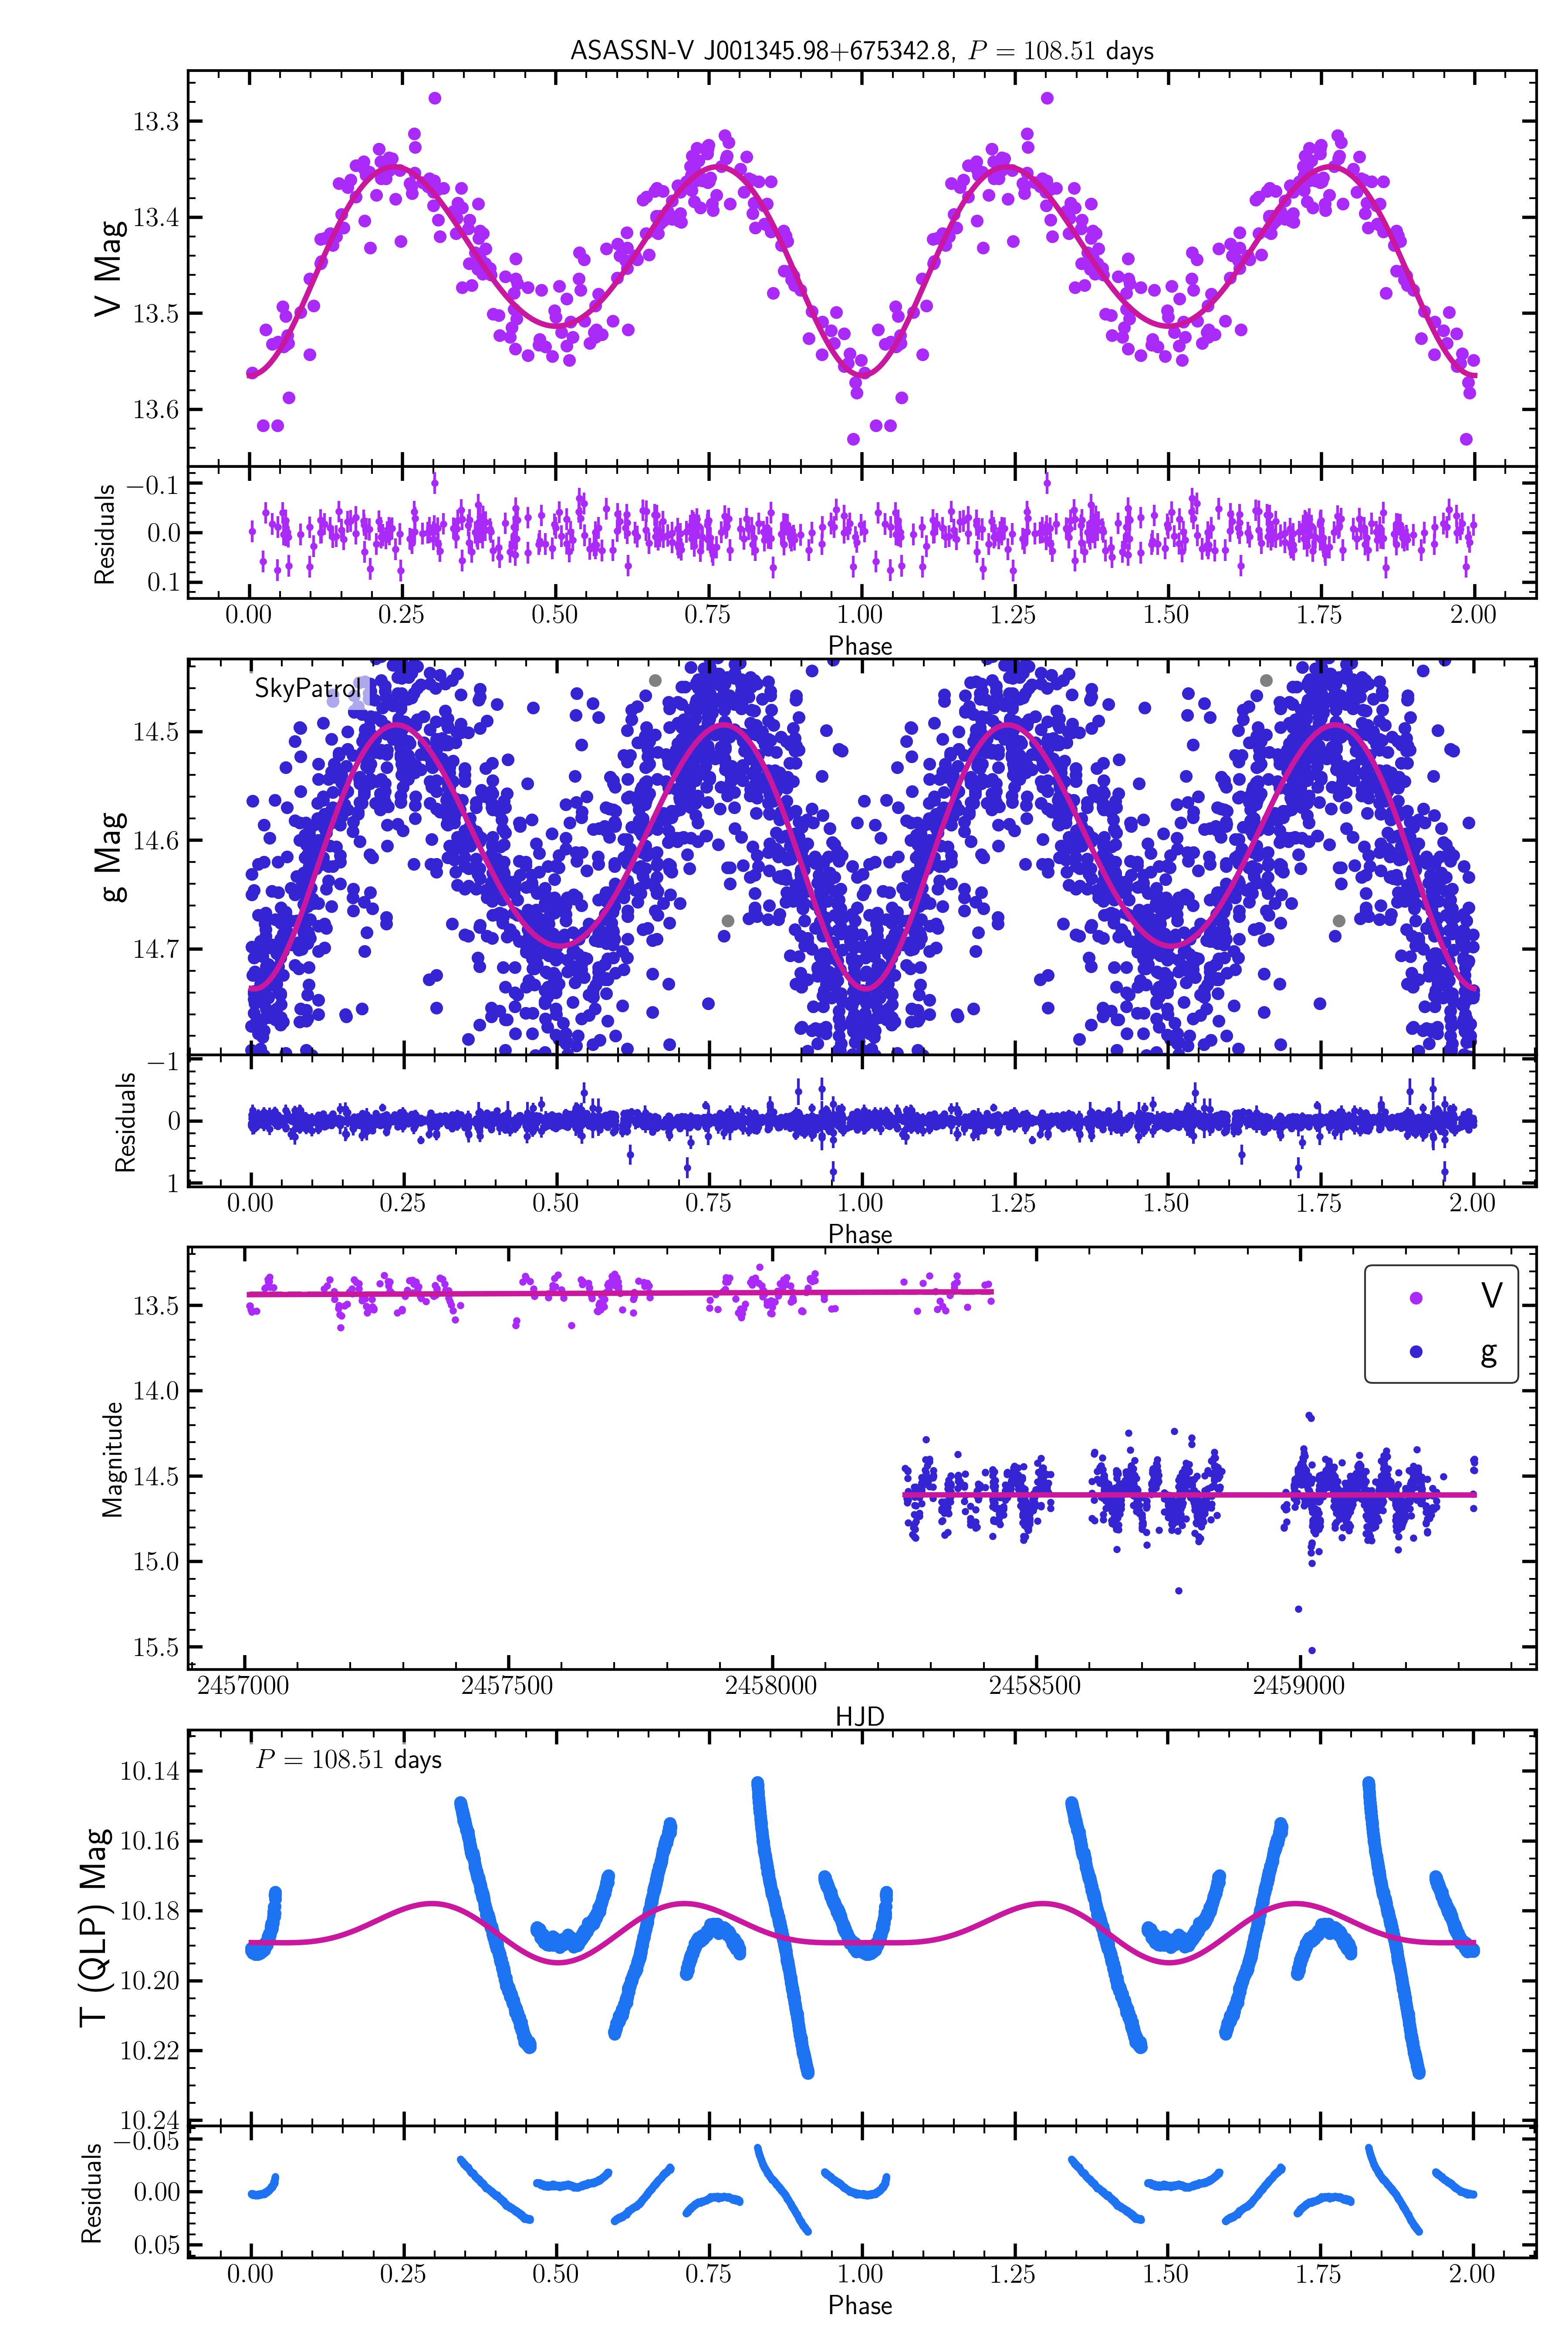 ASASSN-V J001345.98+675342.8, P = 108.51 days
13.3
13.4
13.5
13.6
V Mag
−0.1
0.0
0.1
Residuals
0.00 0.25 0.50 0.75 1.00 1.25 1.50 1.75 2.00
Phase
SkyPatrol
14.5
14.6
14.7
g Mag
−1
0
1
Residuals
0.00 0.25 0.50 0.75 1.00 1.25 1.50 1.75 2.00
Phase
13.5
14.0
14.5
15.0
15.5
Magnitude
V
g
2457000 2457500 2458000 2458500 2459000
HJD
P = 108.51 days
10.14
10.16
10.18
10.20
10.22
10.24
T (QLP) Mag
−0.05
0.00
0.05
Residuals
0.00 0.25 0.50 0.75 1.00 1.25 1.50 1.75 2.00
Phase